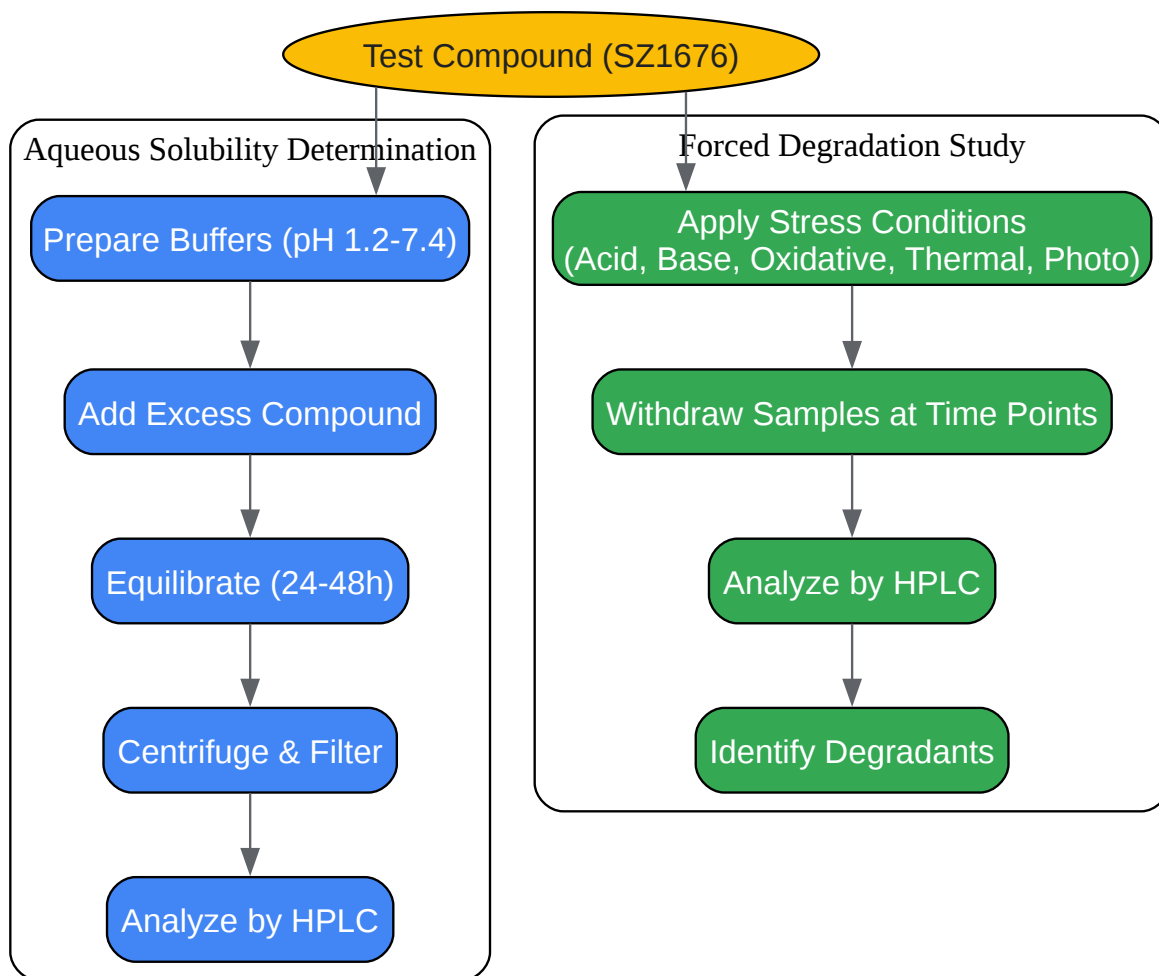 Test Compound (SZ1676)
Aqueous Solubility Determination
Prepare Buffers (pH 1.2-7.4)
Add Excess Compound
Equilibrate (24-48h)
Centrifuge & Filter
Analyze by HPLC
Forced Degradation Study
Apply Stress Conditions
(Acid, Base, Oxidative, Thermal, Photo)
Withdraw Samples at Time Points
Analyze by HPLC
Identify Degradants